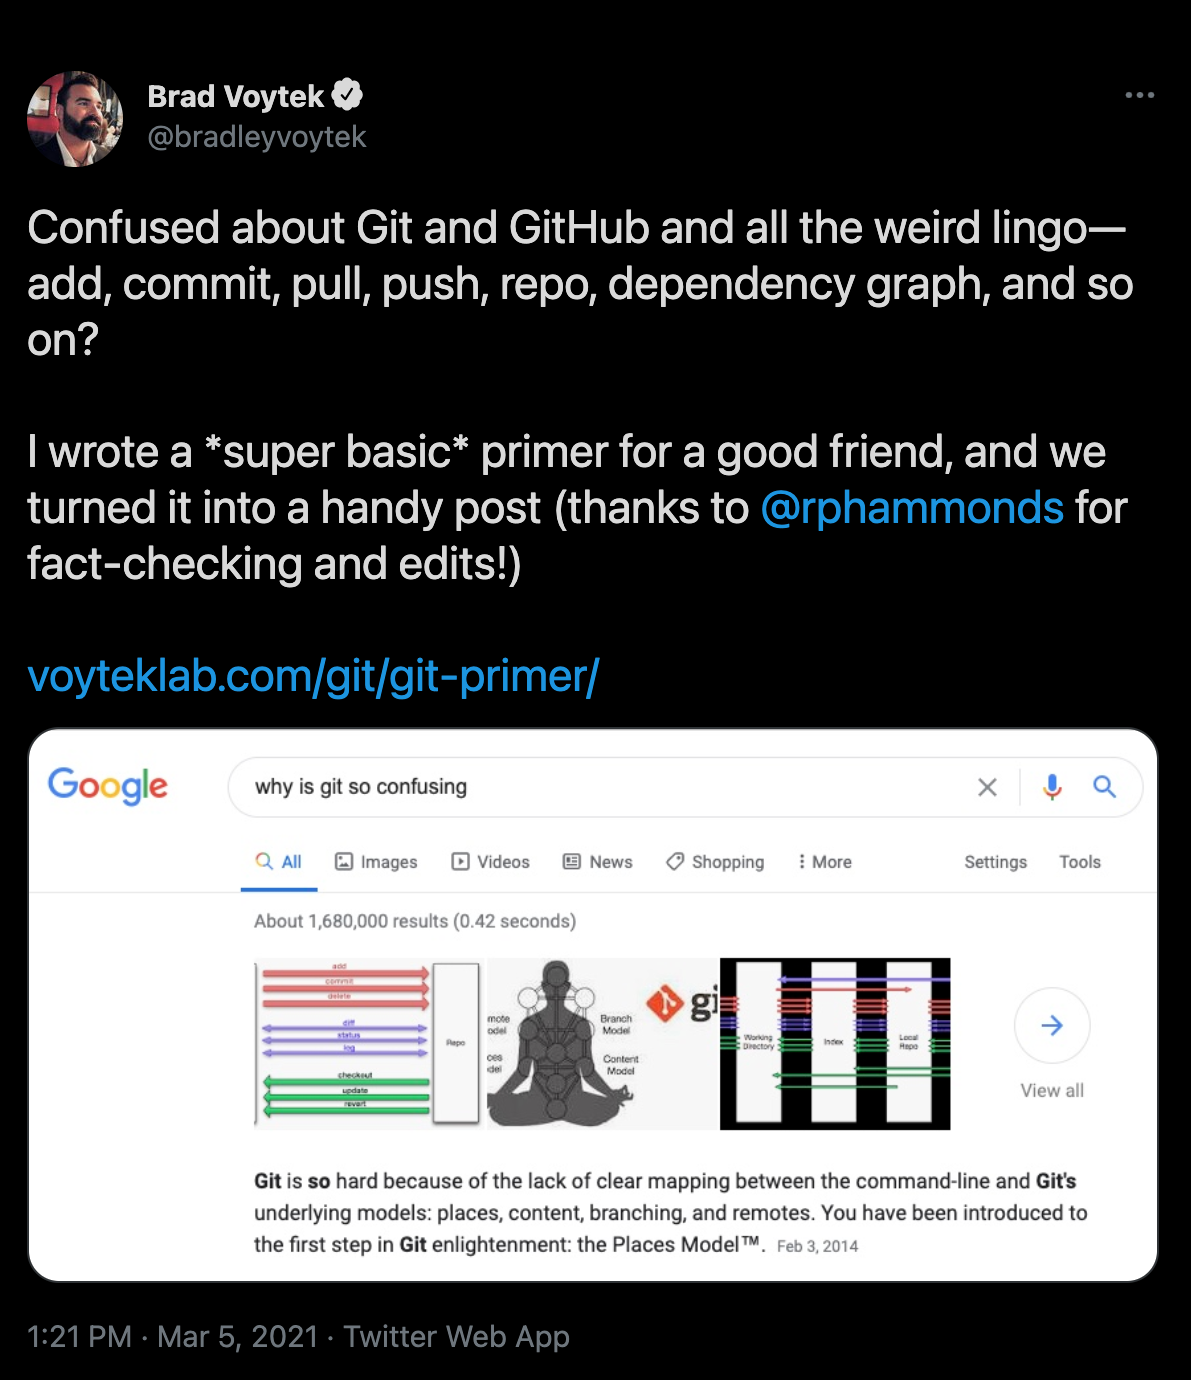 Brad Voytek
@bradleyvoytek
Confused about Git and GitHub and all the weird lingo—
add, commit, pull, push, repo, dependency graph, and so
on?
I wrote a *super basic* primer for a good friend, and we
turned it into a handy post (thanks to @rphammonds for
fact-checking and edits!)
voyteklab.com/git/git-primer/
Google
why is git so confusing
All Images Videos News Shopping More Settings Tools
About 1,680,000 results (0.42 seconds)
add
commit
delete
diff
status
log
checkout
update
revert
Repo
mote
odel
ces
del
Branch
Model
Content
Model
gi
Working
Directory
Index
Local
Repo
View all
Git is so hard because of the lack of clear mapping between the command-line and Git's
underlying models: places, content, branching, and remotes. You have been introduced to
the first step in Git enlightenment: the Places Model™. Feb 3, 2014
1:21 PM · Mar 5, 2021 · Twitter Web App